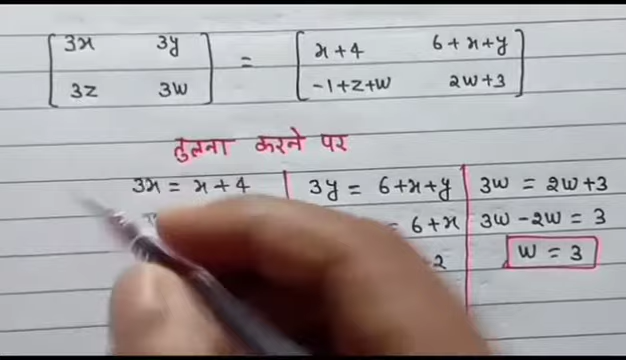 3x 3y = x+4 6+x+y
3z 3w -1+z+w 2w+3
तुलना करने पर
3x = x+4 3y = 6+x+y 3w = 2w+3
= 6+x 3w-2w = 3
2 w = 3